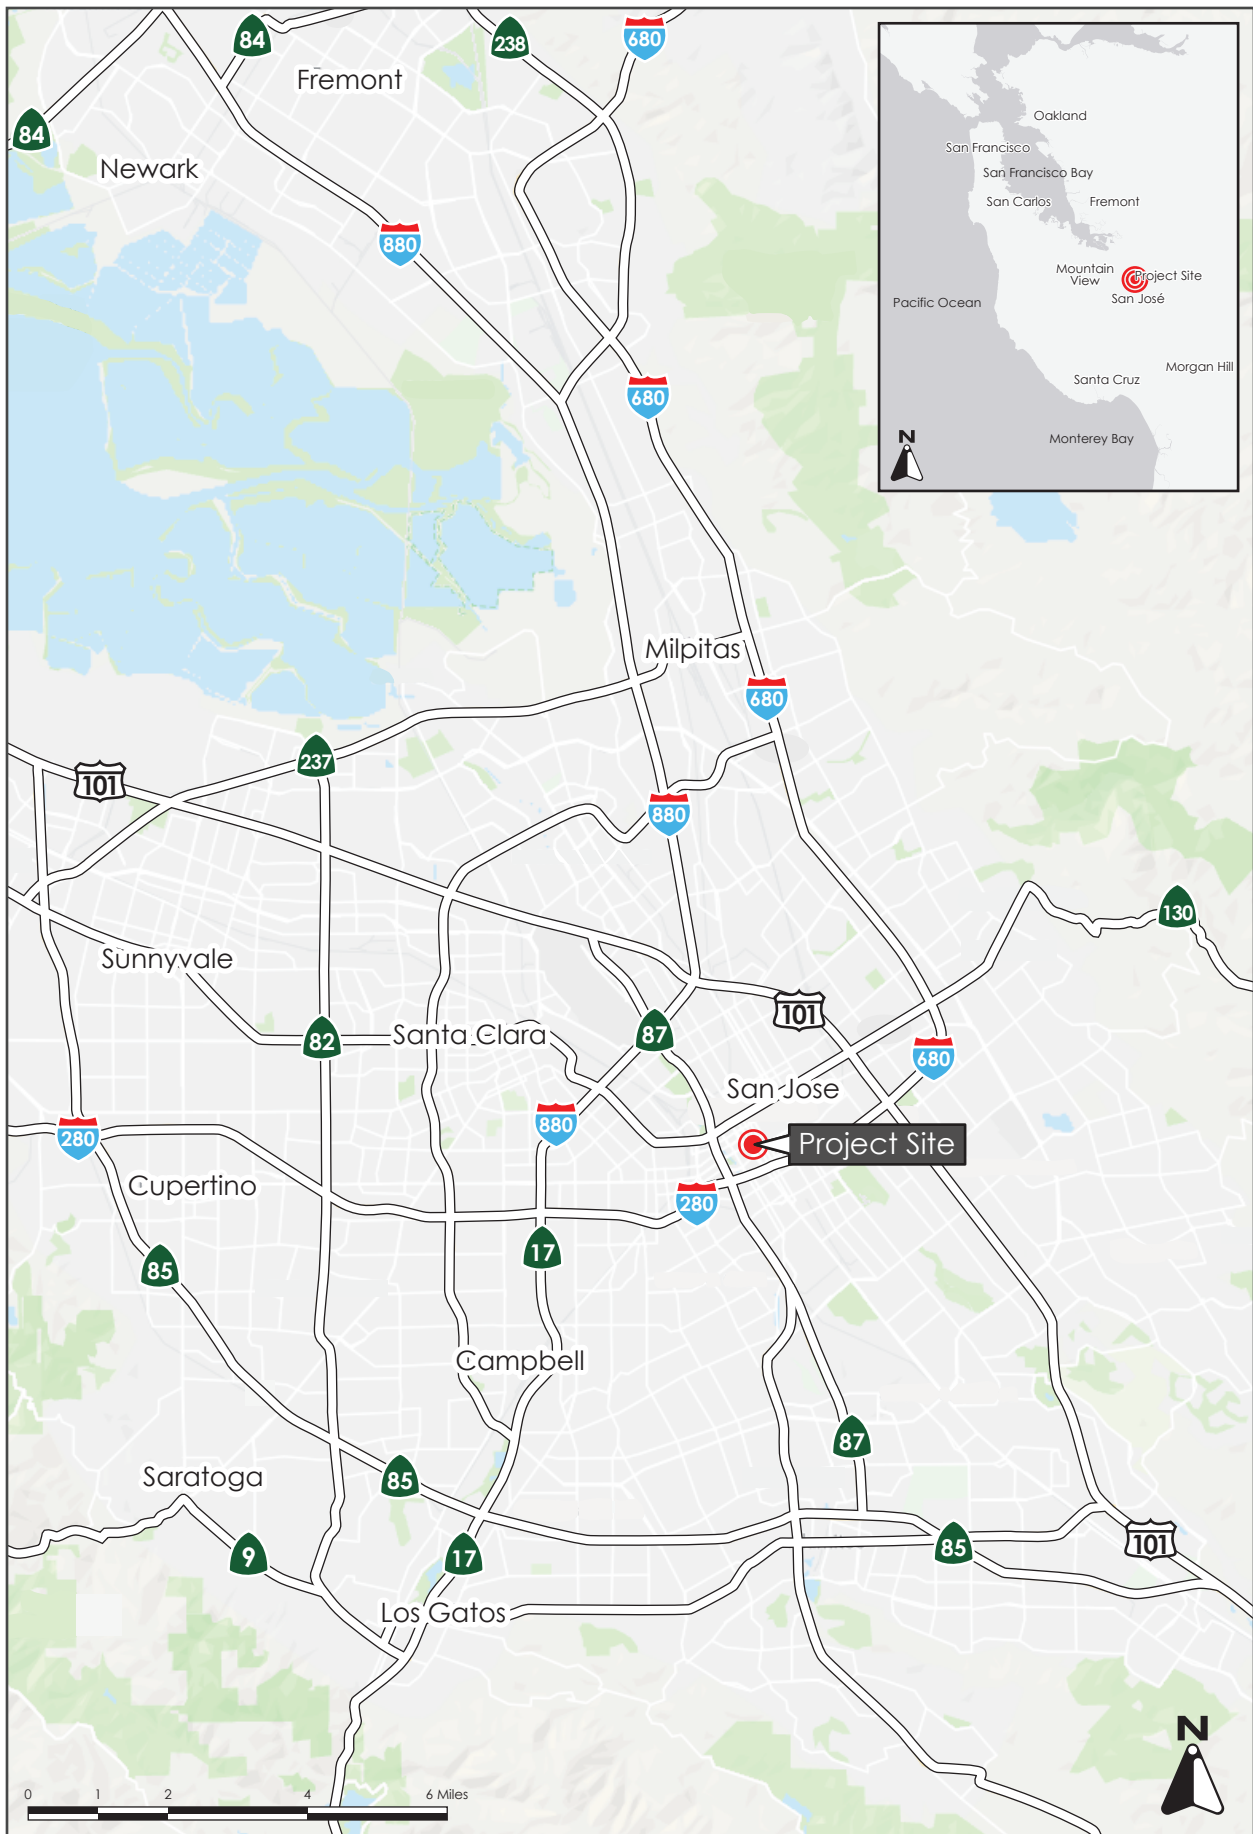 84
238
680
Fremont
84
Newark
880
Oakland
San Francisco
San Francisco Bay
San Carlos
Fremont
Mountain
View
Project Site
San José
Pacific Ocean
Morgan Hill
Santa Cruz
Monterey Bay
N
680
Milpitas
680
237
101
880
130
Sunnyvale
101
82
Santa Clara
87
680
San Jose
880
280
Project Site
Cupertino
280
17
85
Campbell
87
Saratoga
85
101
9
17
85
Los Gatos
N
0
1
2
4
6 Miles